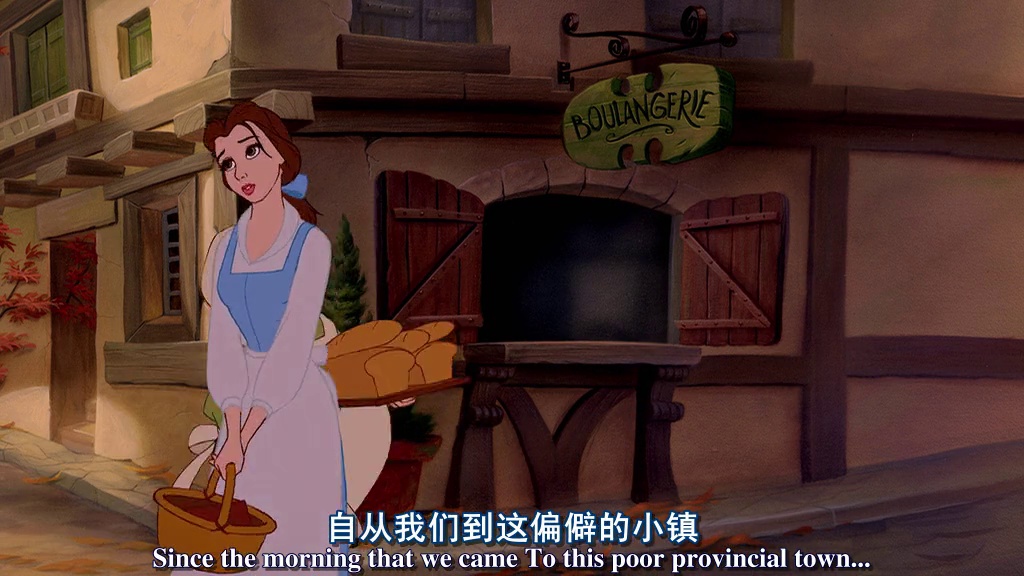 BOULANGERIE
自从我们到这偏僻的小镇
Since the morning that we came To this poor provincial town...